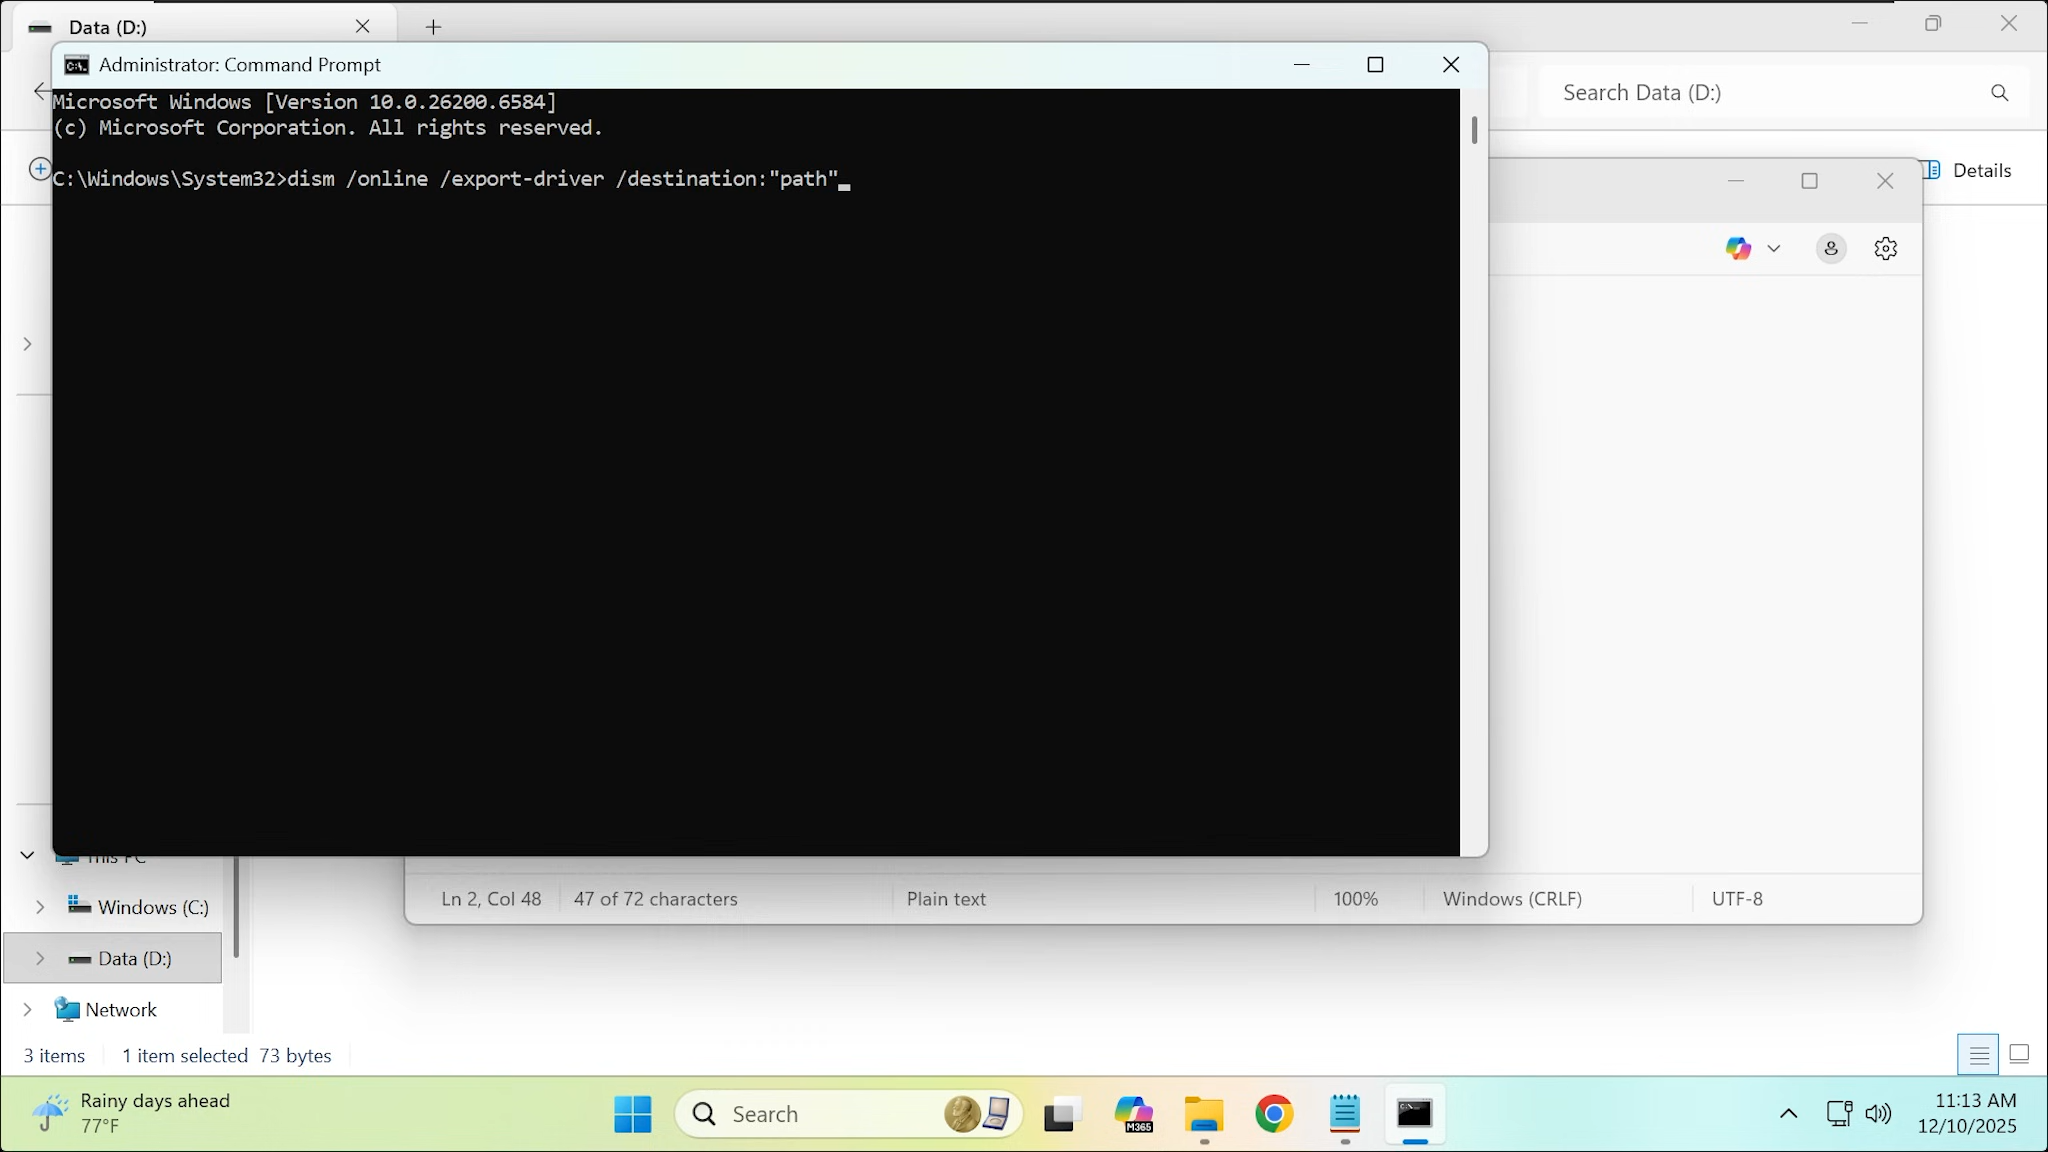 Data (D:)
Administrator: Command Prompt
Search Data (D:)
Microsoft Windows [Version 10.0.26200.6584]
(c) Microsoft Corporation. All rights reserved.
C:\Windows\System32>dism /online /export-driver /destination:"path"
Details
This PC
Windows (C:)
Data (D:)
Network
Ln 2, Col 48
47 of 72 characters
Plain text
100%
Windows (CRLF)
UTF-8
3 items
1 item selected 73 bytes
Rainy days ahead
77°F
Search
M365
11:13 AM
12/10/2025